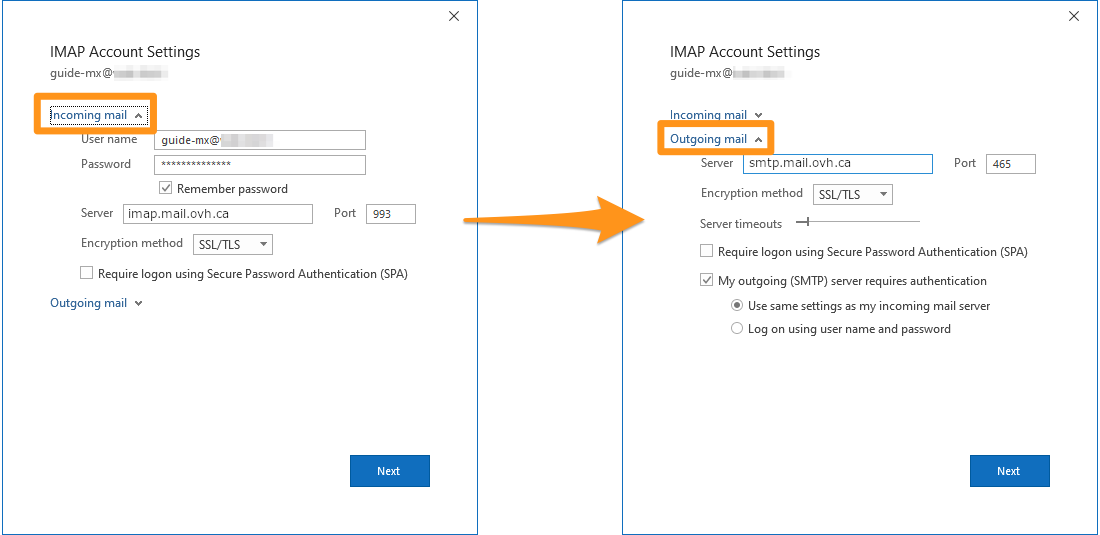 IMAP Account Settings
guide-mx@
Incoming mail
User name guide-mx@
Password **************
Remember password
Server imap.mail.ovh.ca Port 993
Encryption method SSL/TLS
Require logon using Secure Password Authentication (SPA)
Outgoing mail
Next
IMAP Account Settings
guide-mx@
Incoming mail
Outgoing mail
Server smtp.mail.ovh.ca Port 465
Encryption method SSL/TLS
Server timeouts
Require logon using Secure Password Authentication (SPA)
My outgoing (SMTP) server requires authentication
Use same settings as my incoming mail server
Log on using user name and password
Next